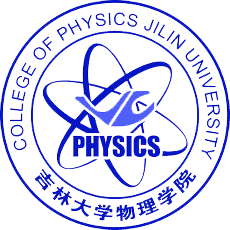 COLLEGE OF PHYSICS JILIN UNIVERSITY
PHYSICS
吉林大学物理学院